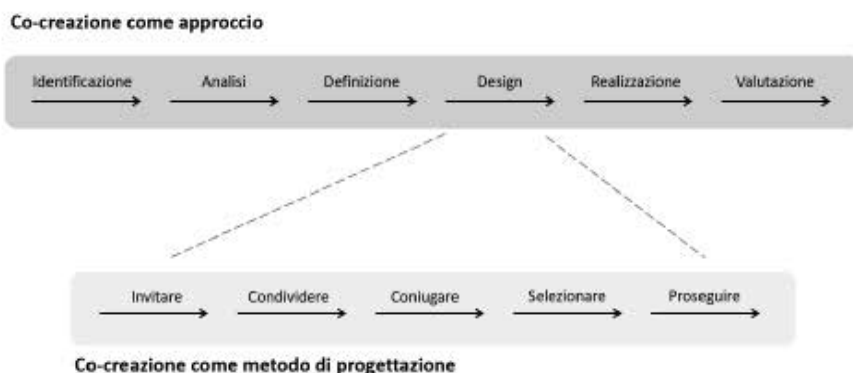 Co-creazione come approccio
Identificazione Analisi Definizione Design Realizzazione Valutazione
Invitare Condividere Coniugare Selezionare Proseguire
Co-creazione come metodo di progettazione